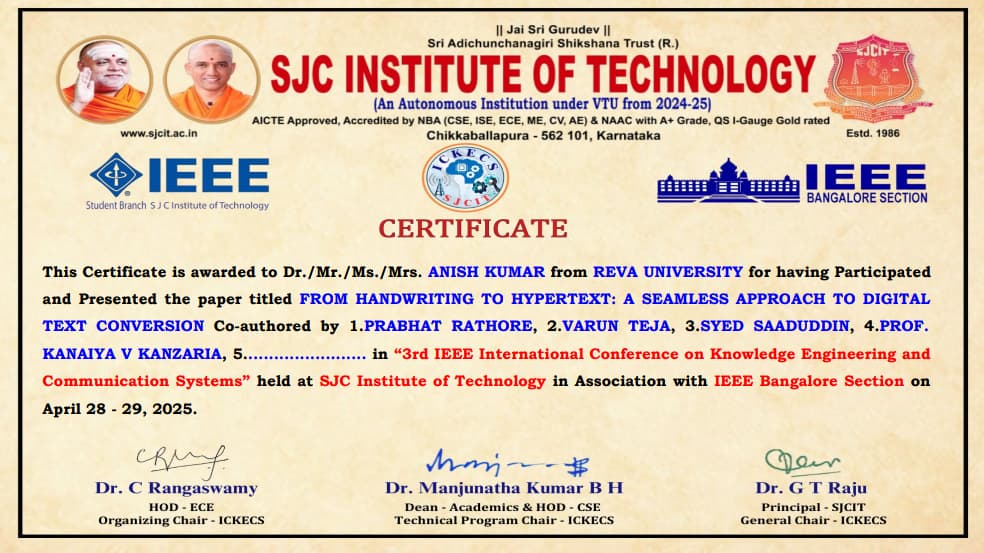 || Jai Sri Gurudev ||
Sri Adichunchanagiri Shikshana Trust (R.)
SJC INSTITUTE OF TECHNOLOGY
(An Autonomous Institution under VTU from 2024-25)
AICTE Approved, Accredited by NBA (CSE, ISE, ECE, ME, CV, AE) & NAAC with A+ Grade, QS I-Gauge Gold rated
Chikkaballapura - 562 101, Karnataka
www.sjcit.ac.in
SJCIT
Estd. 1986
IEEE
Student Branch S J C Institute of Technology
ICKECS
SJCIT
IEEE
BANGALORE SECTION
CERTIFICATE
This Certificate is awarded to Dr./Mr./Ms./Mrs. ANISH KUMAR from REVA UNIVERSITY for having Participated
and Presented the paper titled FROM HANDWRITING TO HYPERTEXT: A SEAMLESS APPROACH TO DIGITAL
TEXT CONVERSION Co-authored by 1.PRABHAT RATHORE, 2.VARUN TEJA, 3.SYED SAADUDDIN, 4.PROF.
KANAIYA V KANZARIA, 5........................ in “3rd IEEE International Conference on Knowledge Engineering and
Communication Systems” held at SJC Institute of Technology in Association with IEEE Bangalore Section on
April 28 - 29, 2025.
Dr. C Rangaswamy
HOD - ECE
Organizing Chair - ICKECS
Dr. Manjunatha Kumar B H
Dean - Academics & HOD - CSE
Technical Program Chair - ICKECS
Dr. G T Raju
Principal - SJCIT
General Chair - ICKECS